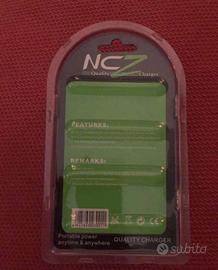 NCZ
Quality Charger
FEATURES:
REMARKS:
Portable power
anytime & anywhere
QUALITY CHARGER
subito